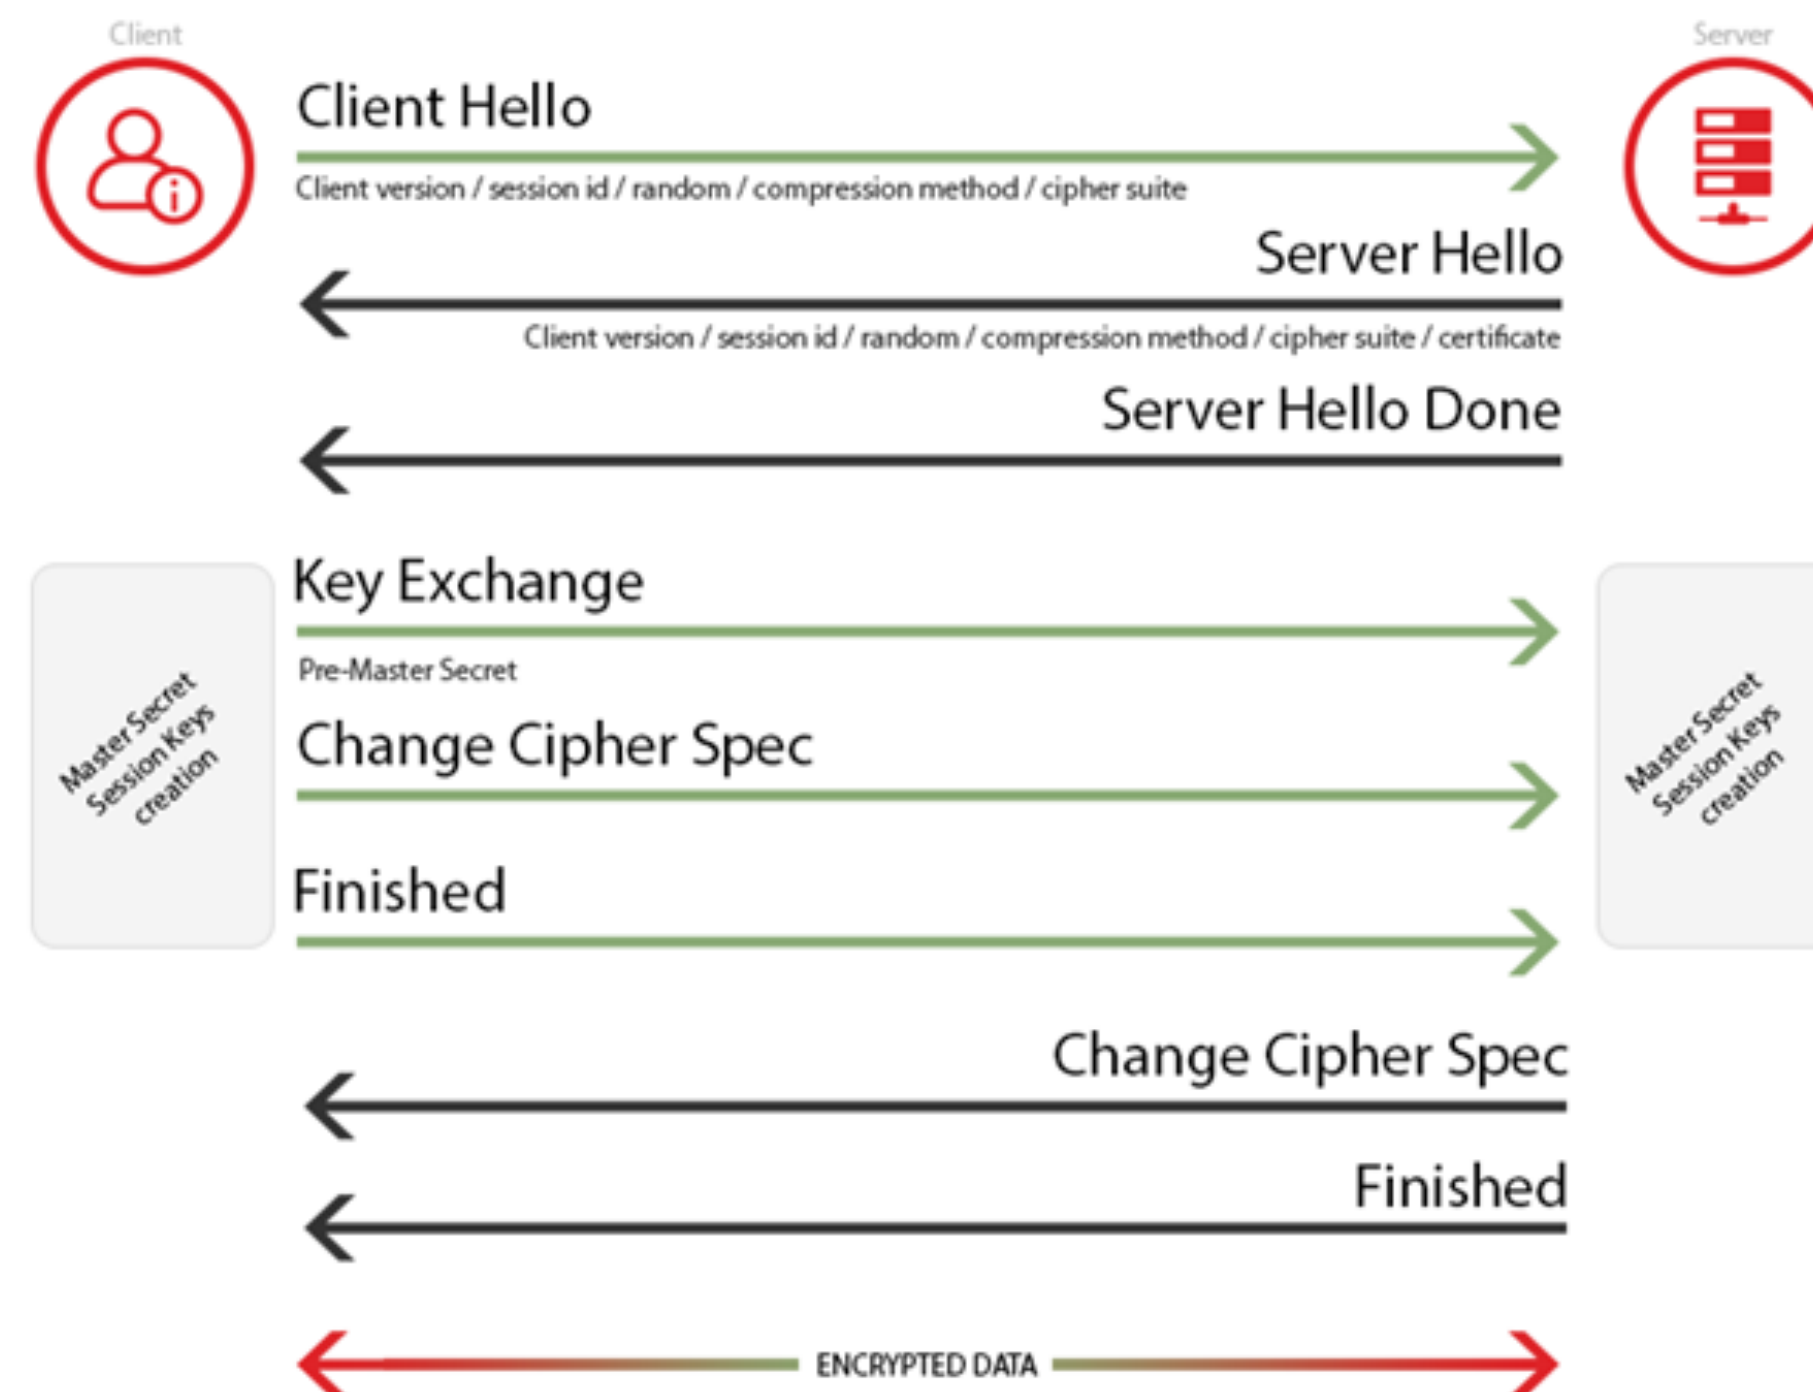 Client
Server
Client Hello
Client version / session id / random / compression method / cipher suite
Server Hello
Client version / session id / random / compression method / cipher suite / certificate
Server Hello Done
Key Exchange
Pre-Master Secret
Master Secret
Session Keys
creation
Master Secret
Session Keys
creation
Change Cipher Spec
Finished
Change Cipher Spec
Finished
ENCRYPTED DATA